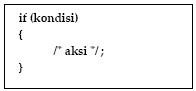 if (kondisi)
{
/* aksi */;
}